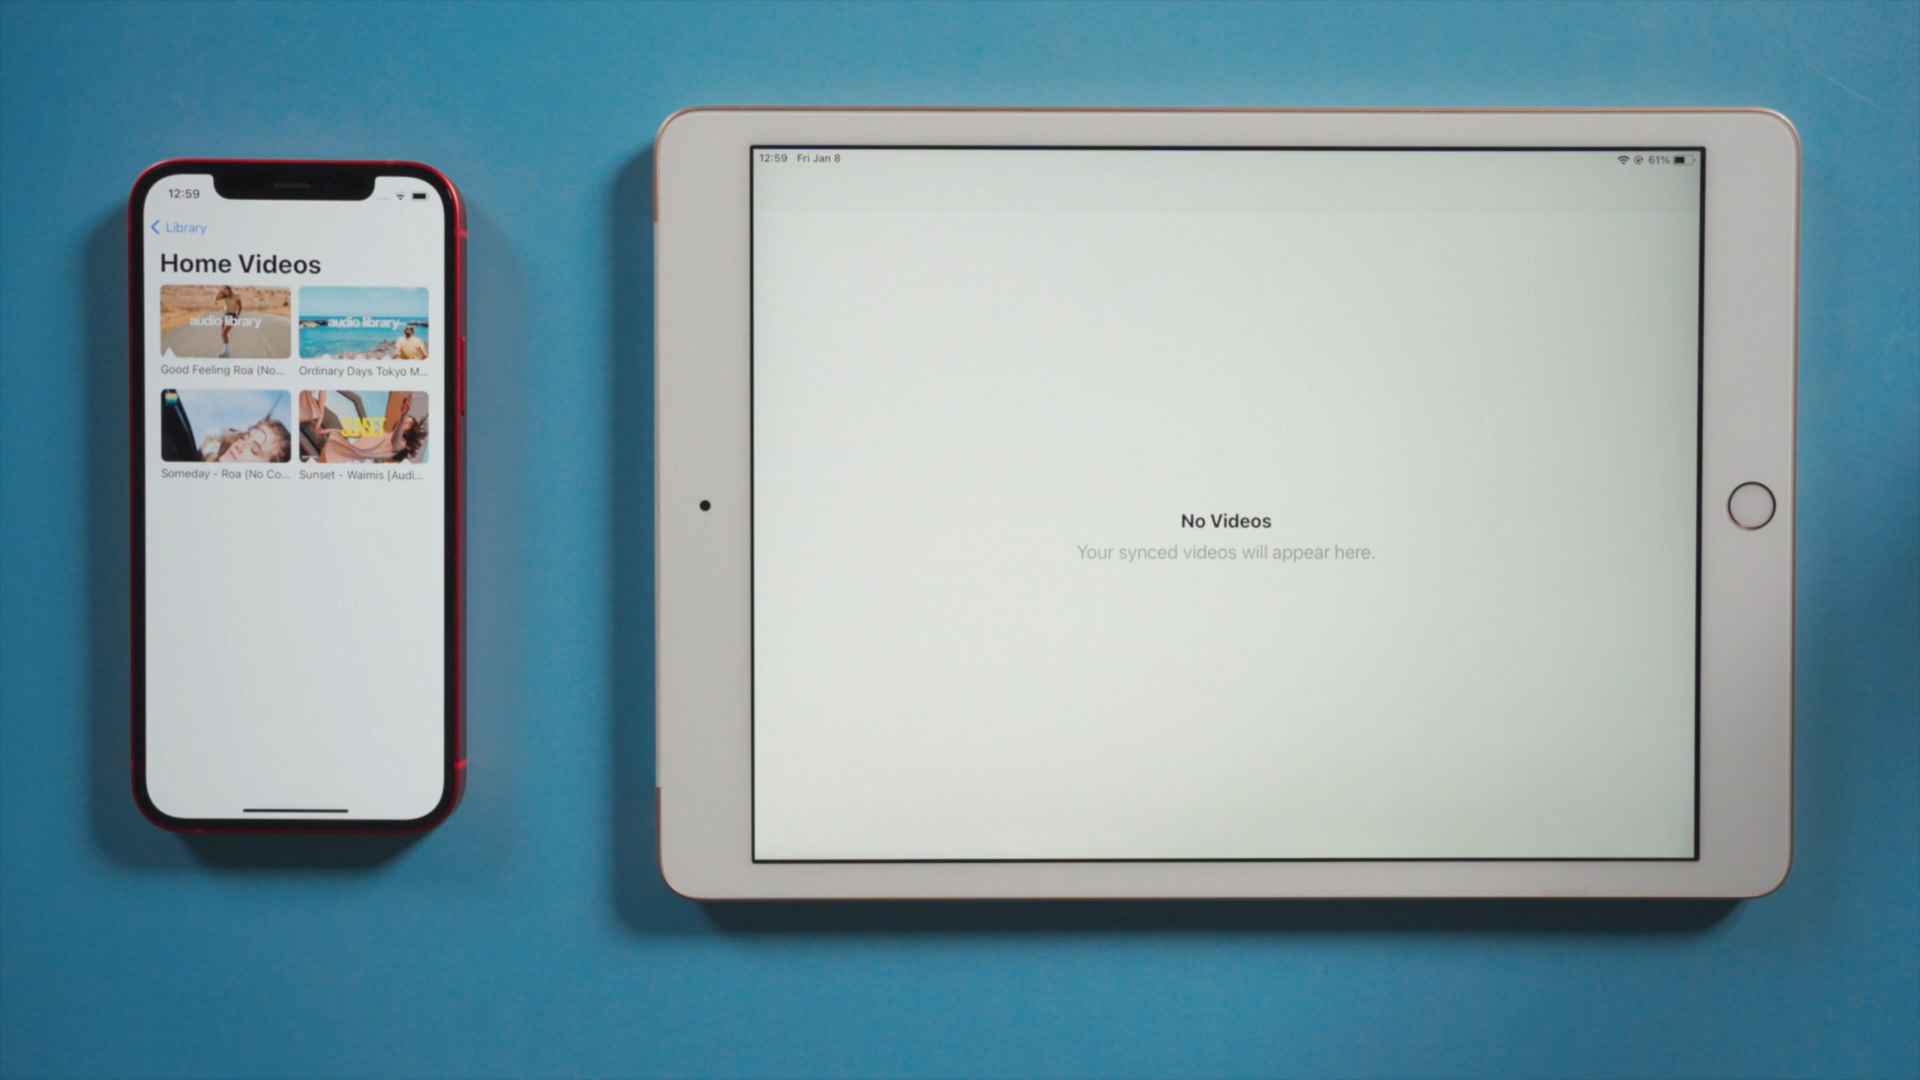 12:59
Library
Home Videos
audio library
audio library
Good Feeling Roa (No...
Ordinary Days Tokyo M...
SUNSET
Someday - Roa (No Co...
Sunset - Waimis [Audi...
12:59 Fri Jan 8
61%
No Videos
Your synced videos will appear here.